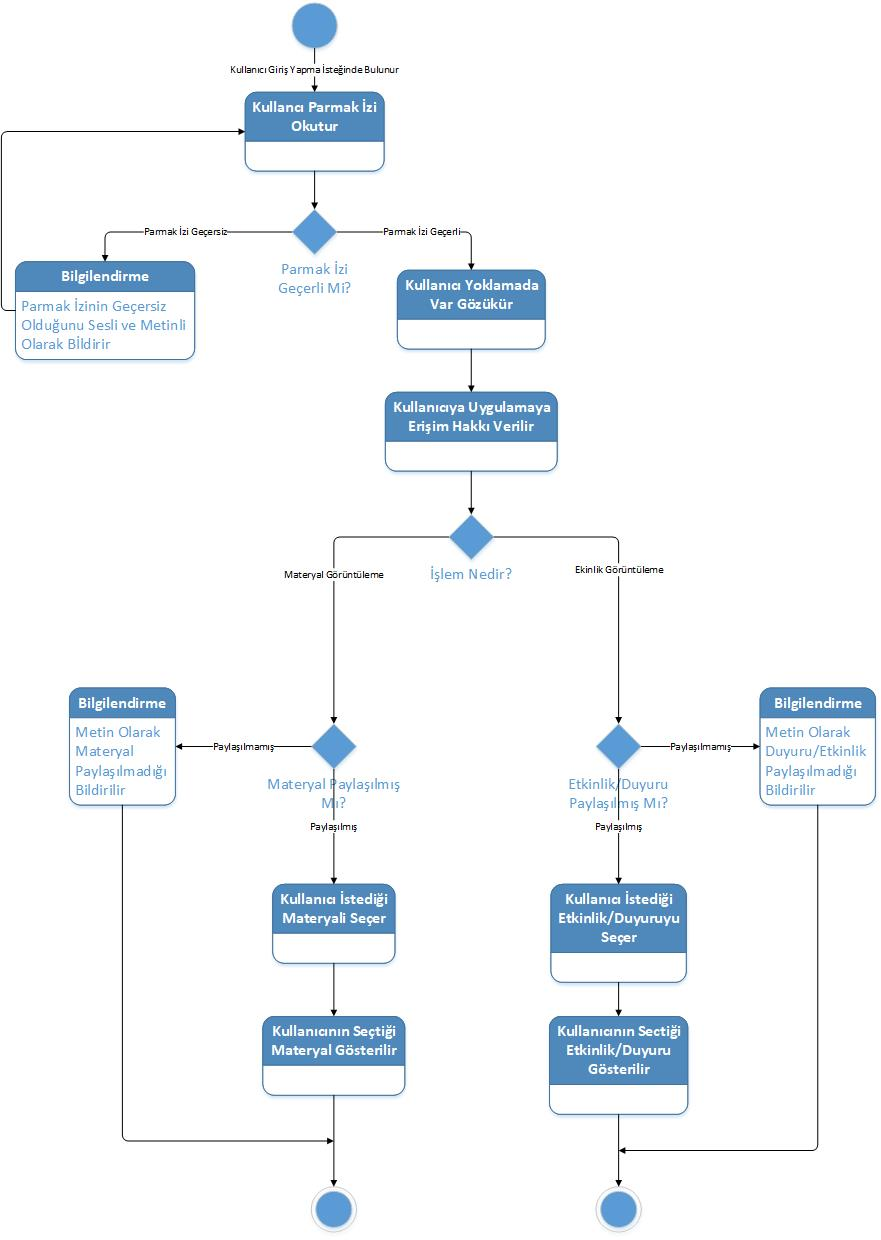 Kullanıcı Giriş Yapma İsteğinde Bulunur
Kullancı Parmak İzi
Okutur
Parmak İzi Geçersiz
Parmak İzi Geçerli
Parmak İzi
Geçerli Mi?
Bilgilendirme
Parmak İzinin Geçersiz
Olduğunu Sesli ve Metinli
Olarak Bİldirir
Kullanıcı Yoklamada
Var Gözükür
Kullanıcıya Uygulamaya
Erişim Hakkı Verilir
İşlem Nedir?
Materyal Görüntüleme
Ekinlik Görüntüleme
Bilgilendirme
Metin Olarak
Materyal
Paylaşılmadığı
Bildirilir
Paylaşılmamış
Materyal Paylaşılmış
Mı?
Paylaşılmış
Etkinlik/Duyuru
Paylaşılmış Mı?
Paylaşılmış
Paylaşılmamış
Bilgilendirme
Metin Olarak
Duyuru/Etkinlik
Paylaşılmadığı
Bildirilir
Kullanıcı İstediği
Materyali Seçer
Kullanıcı İstediği
Etkinlik/Duyuruyu
Seçer
Kullanıcının Seçtiği
Materyal Gösterilir
Kullanıcının Sectiği
Etkinlik/Duyuru
Gösterilir